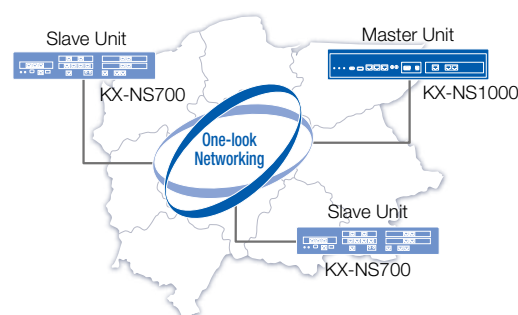 Slave Unit
KX-NS700
Master Unit
KX-NS1000
One-look
Networking
Slave Unit
KX-NS700